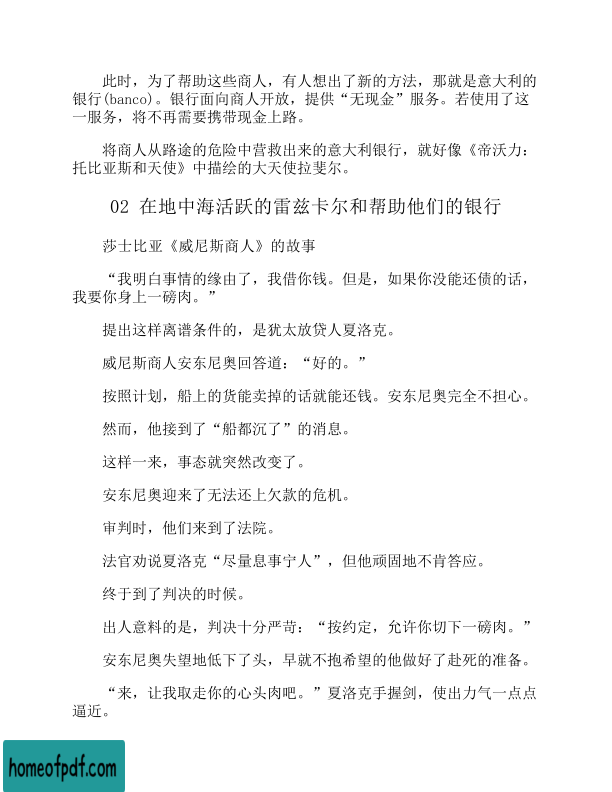 此时，为了帮助这些商人，有人想出了新的方法，那就是意大利的
银行(banco)。银行面向商人开放，提供“无现金”服务。若使用了这
一服务，将不再需要携带现金上路。
将商人从路途的危险中营救出来的意大利银行，就好像《帝沃力：
托比亚斯和天使》中描绘的大天使拉斐尔。
02 在地中海活跃的雷兹卡尔和帮助他们的银行
莎士比亚《威尼斯商人》的故事
“我明白事情的缘由了，我借你钱。但是，如果你没能还债的话，
我要你身上一磅肉。”
提出这样离谱条件的，是犹太放贷人夏洛克。
威尼斯商人安东尼奥回答道：“好的。”
按照计划，船上的货能卖掉的话就能还钱。安东尼奥完全不担心。
然而，他接到了“船都沉了”的消息。
这样一来，事态就突然改变了。
安东尼奥迎来了无法还上欠款的危机。
审判时，他们来到了法院。
法官劝说夏洛克“尽量息事宁人”，但他顽固地不肯答应。
终于到了判决的时候。
出人意料的是，判决十分严苛：“按约定，允许你切下一磅肉。”
安东尼奥失望地低下了头，早就不抱希望的他做好了赴死的准备。
“来，让我取走你的心头肉吧。”夏洛克手握剑，使出力气一点点
逼近。
homeofpdf.com